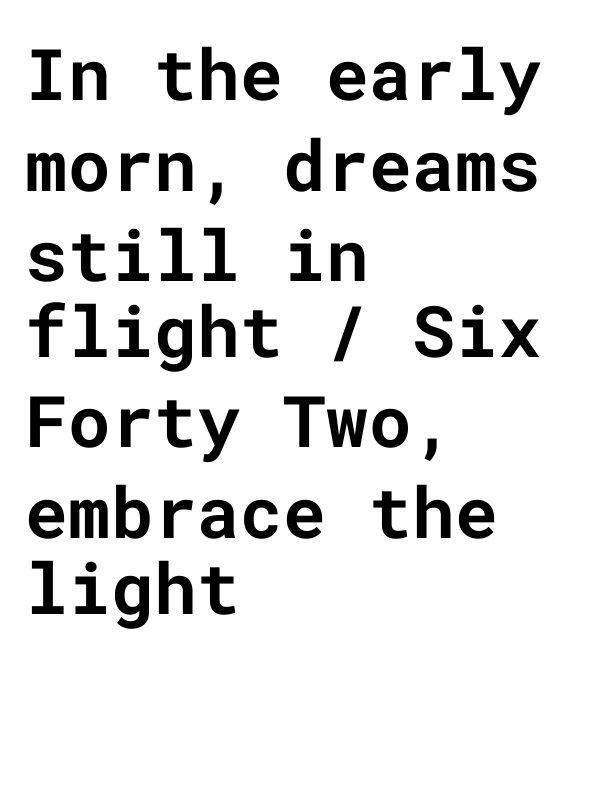 In the early
morn, dreams
still in
flight / Six
Forty Two,
embrace the
light